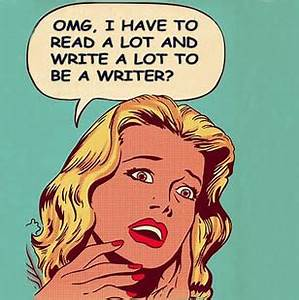 OMG, I HAVE TO
READ A LOT AND
WRITE A LOT TO
BE A WRITER?